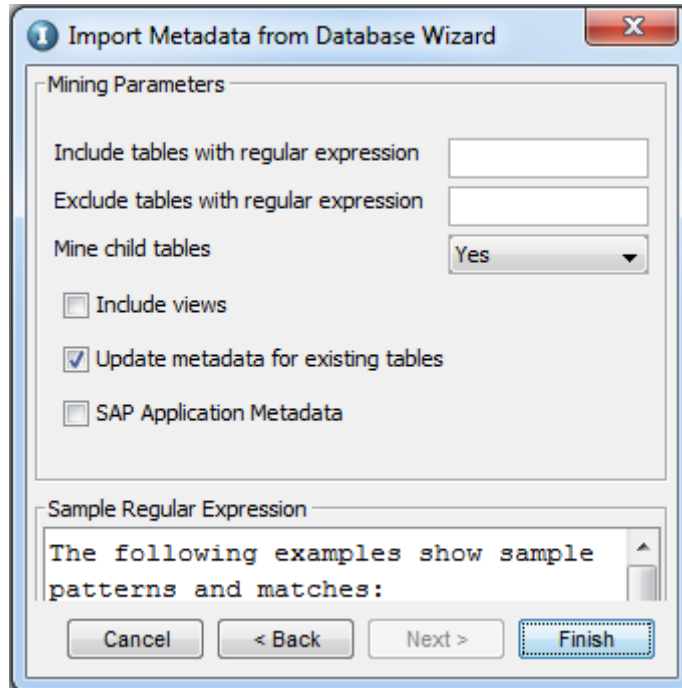 Import Metadata from Database Wizard
Mining Parameters
Include tables with regular expression
Exclude tables with regular expression
Mine child tables
Yes
Include views
Update metadata for existing tables
SAP Application Metadata
Sample Regular Expression
The following examples show sample
patterns and matches:
Cancel
< Back
Next >
Finish